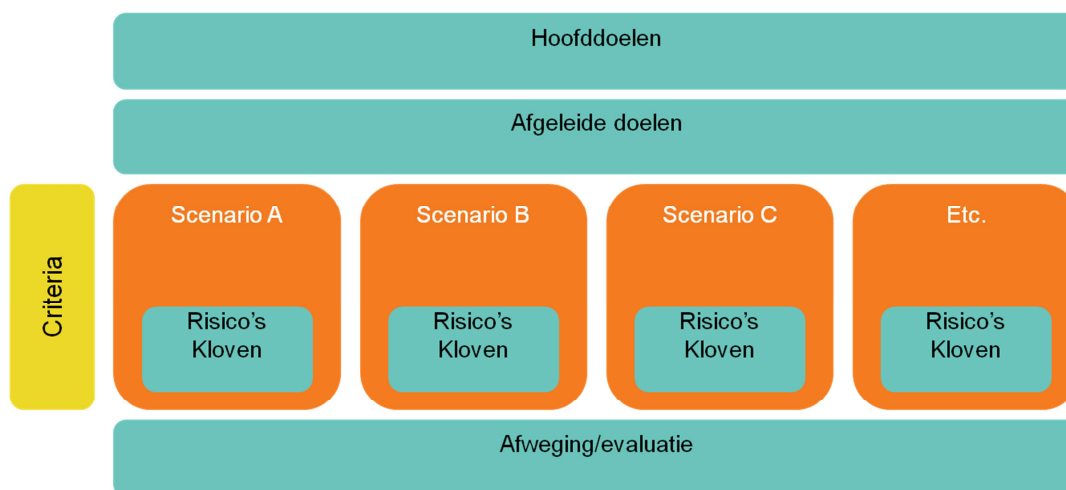 Hoofddoelen
Afgeleide doelen
Criteria
Scenario A
Risico's
Kloven
Scenario B
Risico's
Kloven
Scenario C
Risico's
Kloven
Etc.
Risico's
Kloven
Afweging/evaluatie